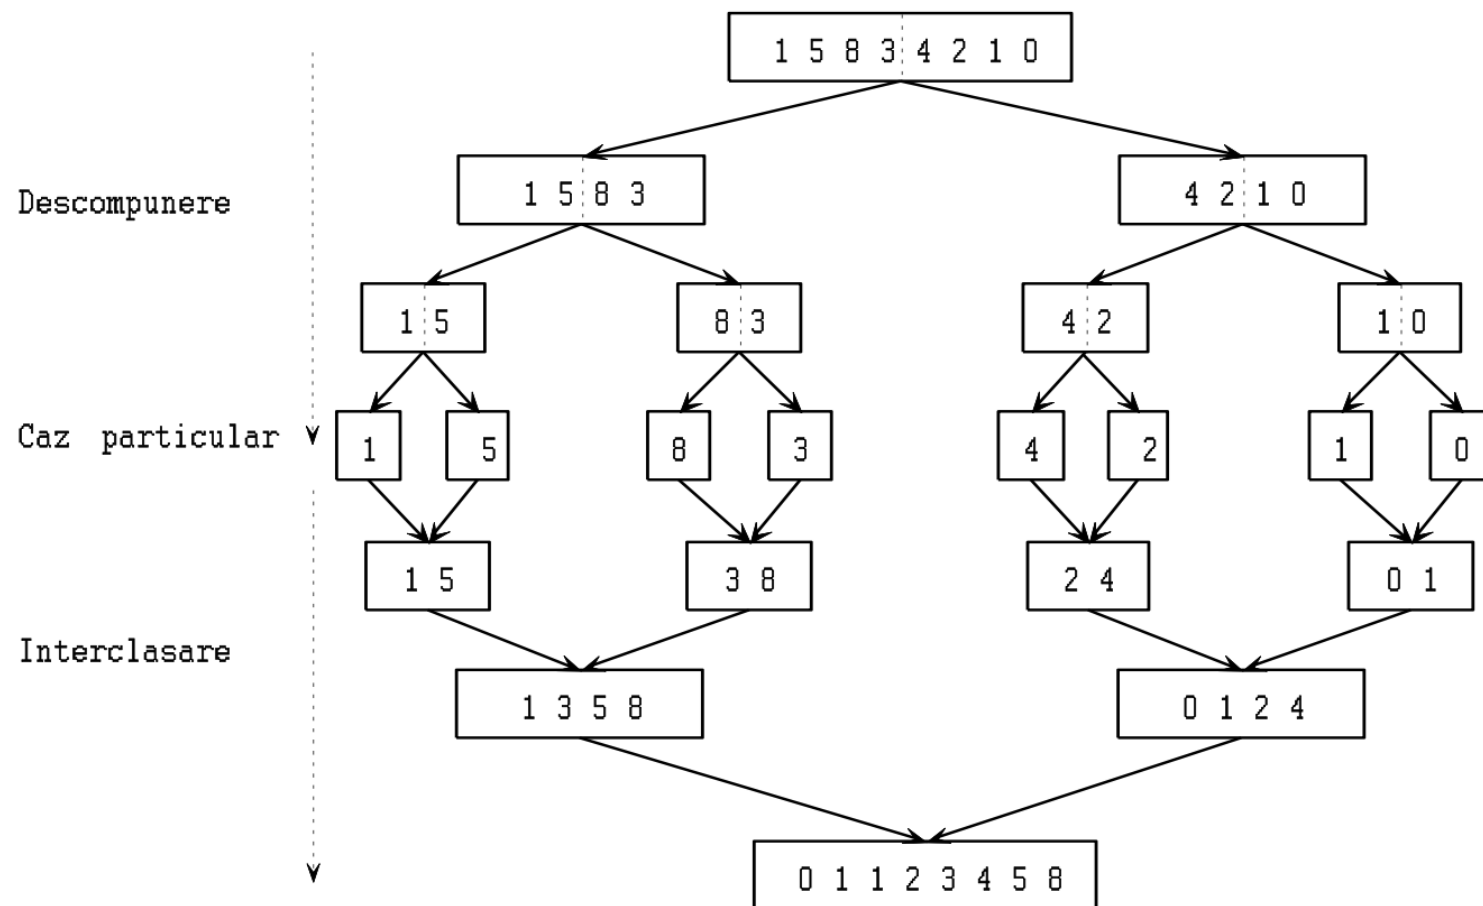 1 5 8 3 4 2 1 0
Descompunere
1 5 8 3
4 2 1 0
1 5
8 3
4 2
1 0
Caz particular
1
5
8
3
4
2
1
0
1 5
3 8
2 4
0 1
Interclasare
1 3 5 8
0 1 2 4
0 1 1 2 3 4 5 8